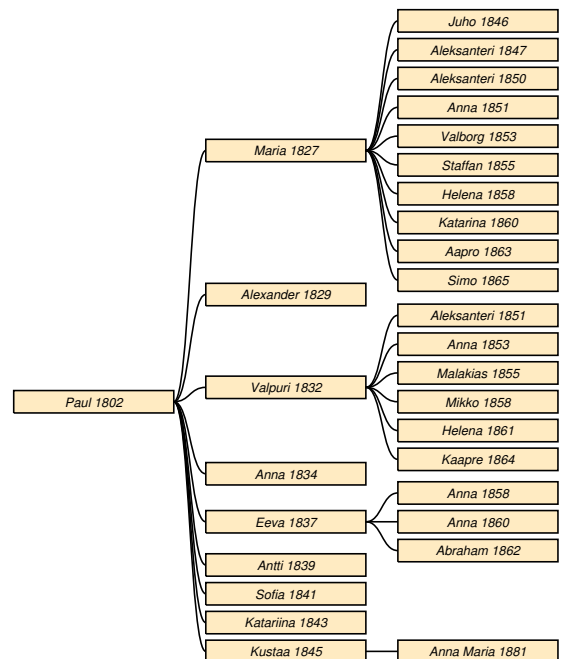 Paul 1802
Maria 1827
Juho 1846
Aleksanteri 1847
Aleksanteri 1850
Anna 1851
Valborg 1853
Staffan 1855
Helena 1858
Katarina 1860
Aapro 1863
Simo 1865
Alexander 1829
Valpuri 1832
Aleksanteri 1851
Anna 1853
Malakias 1855
Mikko 1858
Helena 1861
Kaapre 1864
Anna 1834
Eeva 1837
Anna 1858
Anna 1860
Abraham 1862
Antti 1839
Sofia 1841
Katariina 1843
Kustaa 1845
Anna Maria 1881